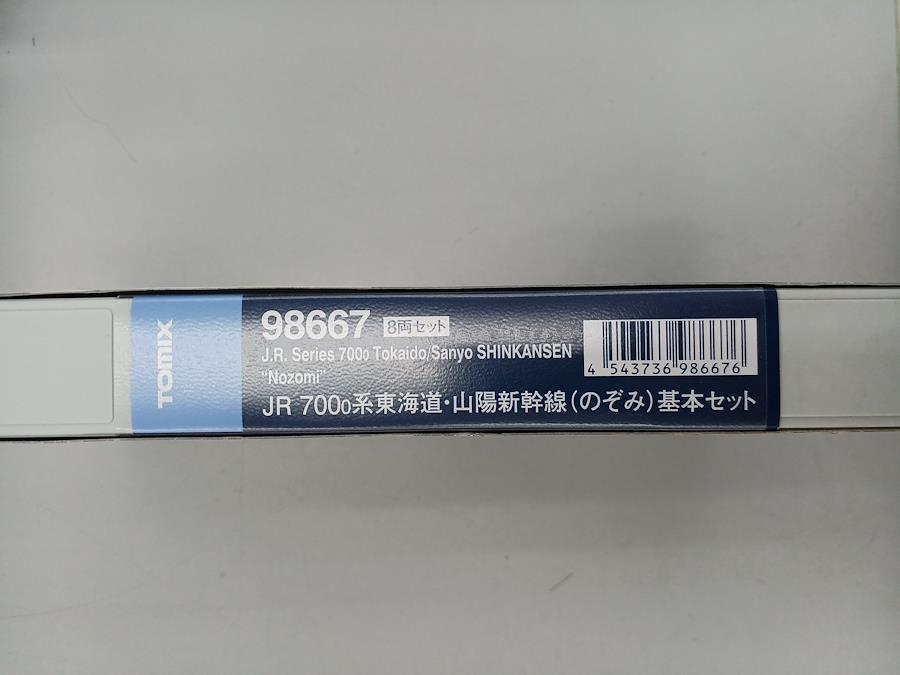 TOMIX
98667 8両セット
J.R. Series 7000 Tokaido/Sanyo SHINKANSEN
"Nozomi"
JR 7000系東海道・山陽新幹線(のぞみ)基本セット
4 543736 986676